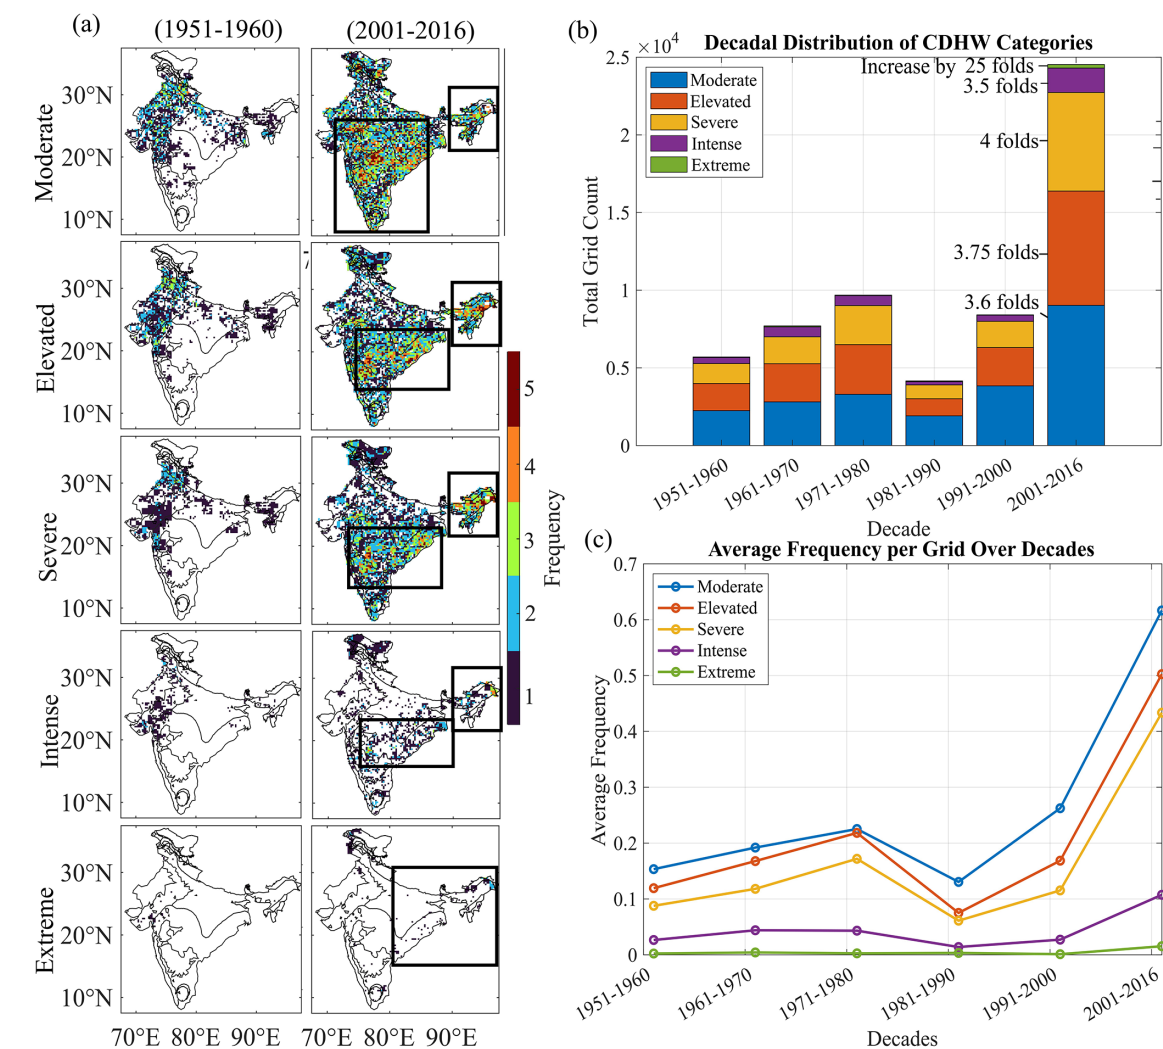 (a)
(1951-1960)
(2001-2016)
Moderate
30°N
20°N
10°N
Elevated
30°N
20°N
10°N
Severe
30°N
20°N
10°N
Intense
30°N
20°N
10°N
Extreme
30°N
20°N
10°N
70°E 80°E 90°E
70°E 80°E 90°E
5
4
3
2
1
Frequency
(b)
Decadal Distribution of CDHW Categories
×10⁴
2.5
2
1.5
1
0.5
0
Total Grid Count
Moderate
Elevated
Severe
Intense
Extreme
Increase by
25 folds
3.5 folds
4 folds
3.75 folds
3.6 folds
1951-1960
1961-1970
1971-1980
1981-1990
1991-2000
2001-2016
Decade
(c)
Average Frequency per Grid Over Decades
0.7
0.6
0.5
0.4
0.3
0.2
0.1
0
Average Frequency
Moderate
Elevated
Severe
Intense
Extreme
1951-1960
1961-1970
1971-1980
1981-1990
1991-2000
2001-2016
Decades